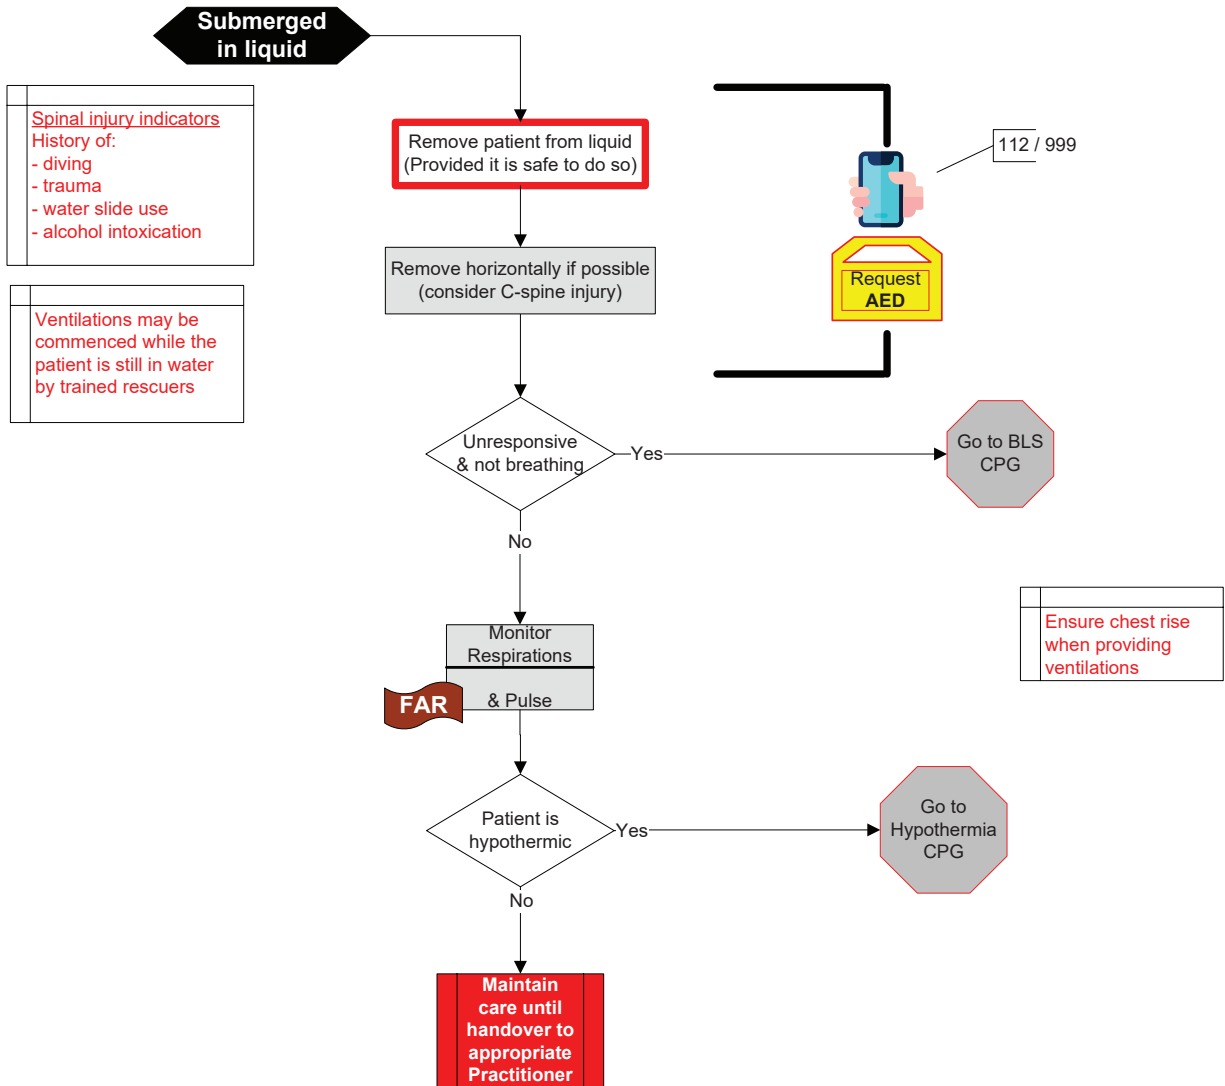 Submerged
in liquid
Spinal injury indicators
History of:
- diving
- trauma
- water slide use
- alcohol intoxication
Remove patient from liquid
(Provided it is safe to do so)
112 / 999
Remove horizontally if possible
(consider C-spine injury)
Request
AED
Ventilations may be
commenced while the
patient is still in water
by trained rescuers
Unresponsive
& not breathing
Yes
Go to BLS
CPG
No
Ensure chest rise
when providing
ventilations
Monitor
Respirations
& Pulse
FAR
Patient is
hypothermic
Yes
Go to
Hypothermia
CPG
No
Maintain
care until
handover to
appropriate
Practitioner